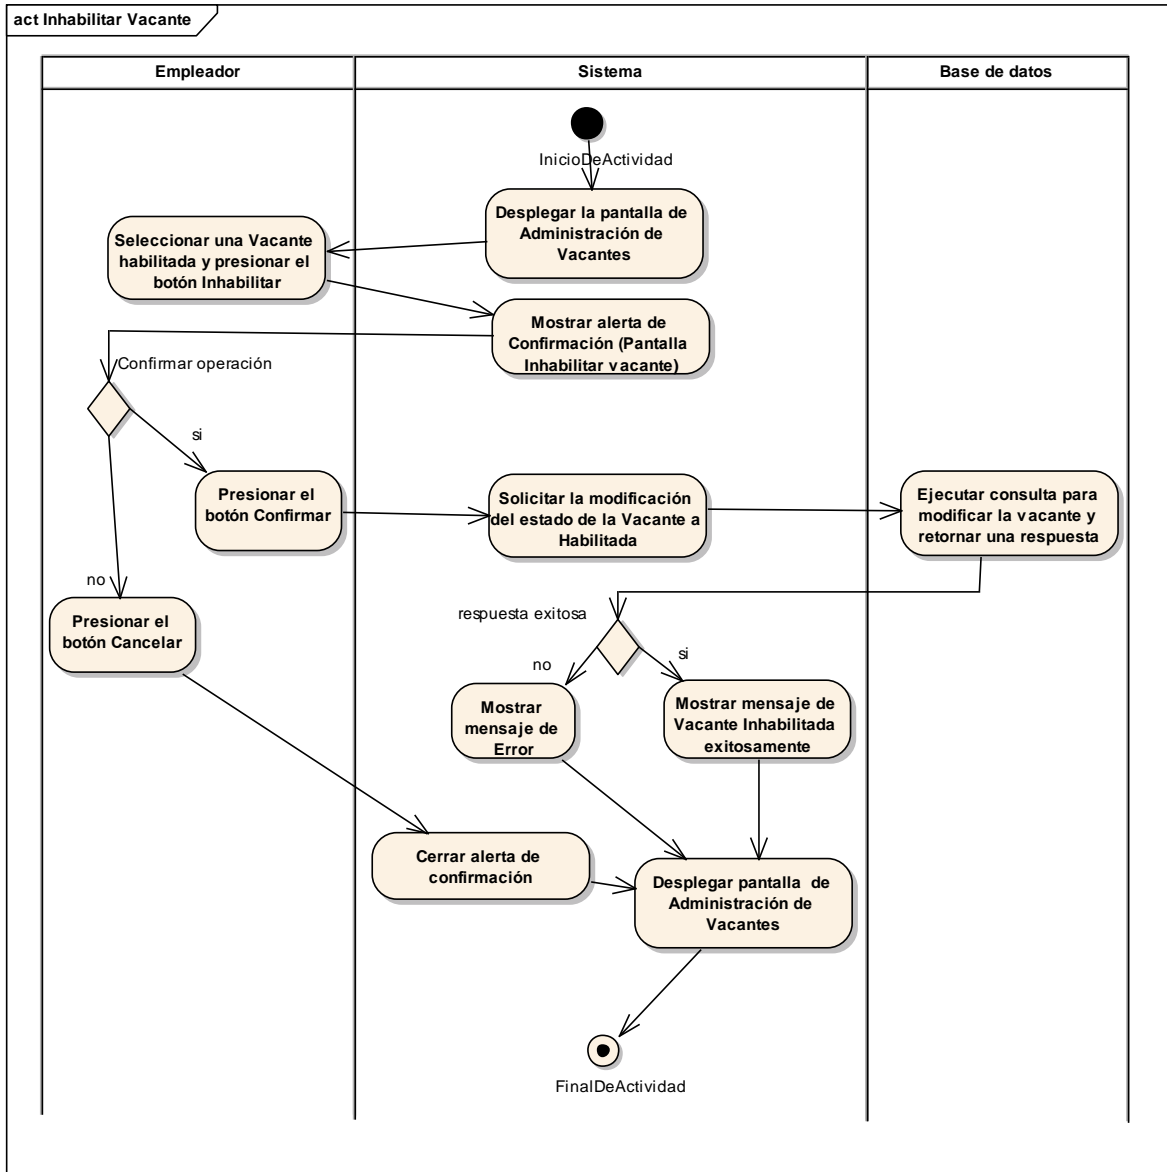 act Inhabilitar Vacante
Empleador
Sistema
Base de datos
InicioDeActividad
Desplegar la pantalla de
Administración de
Vacantes
Seleccionar una Vacante
habilitada y presionar el
botón Inhabilitar
Mostrar alerta de
Confirmación (Pantalla
Inhabilitar vacante)
Confirmar operación
si
Presionar el
botón Confirmar
Solicitar la modificación
del estado de la Vacante a
Habilitada
Ejecutar consulta para
modificar la vacante y
retornar una respuesta
no
Presionar el
botón Cancelar
respuesta exitosa
no
si
Mostrar
mensaje de
Error
Mostrar mensaje de
Vacante Inhabilitada
exitosamente
Cerrar alerta de
confirmación
Desplegar pantalla de
Administración de
Vacantes
FinalDeActividad